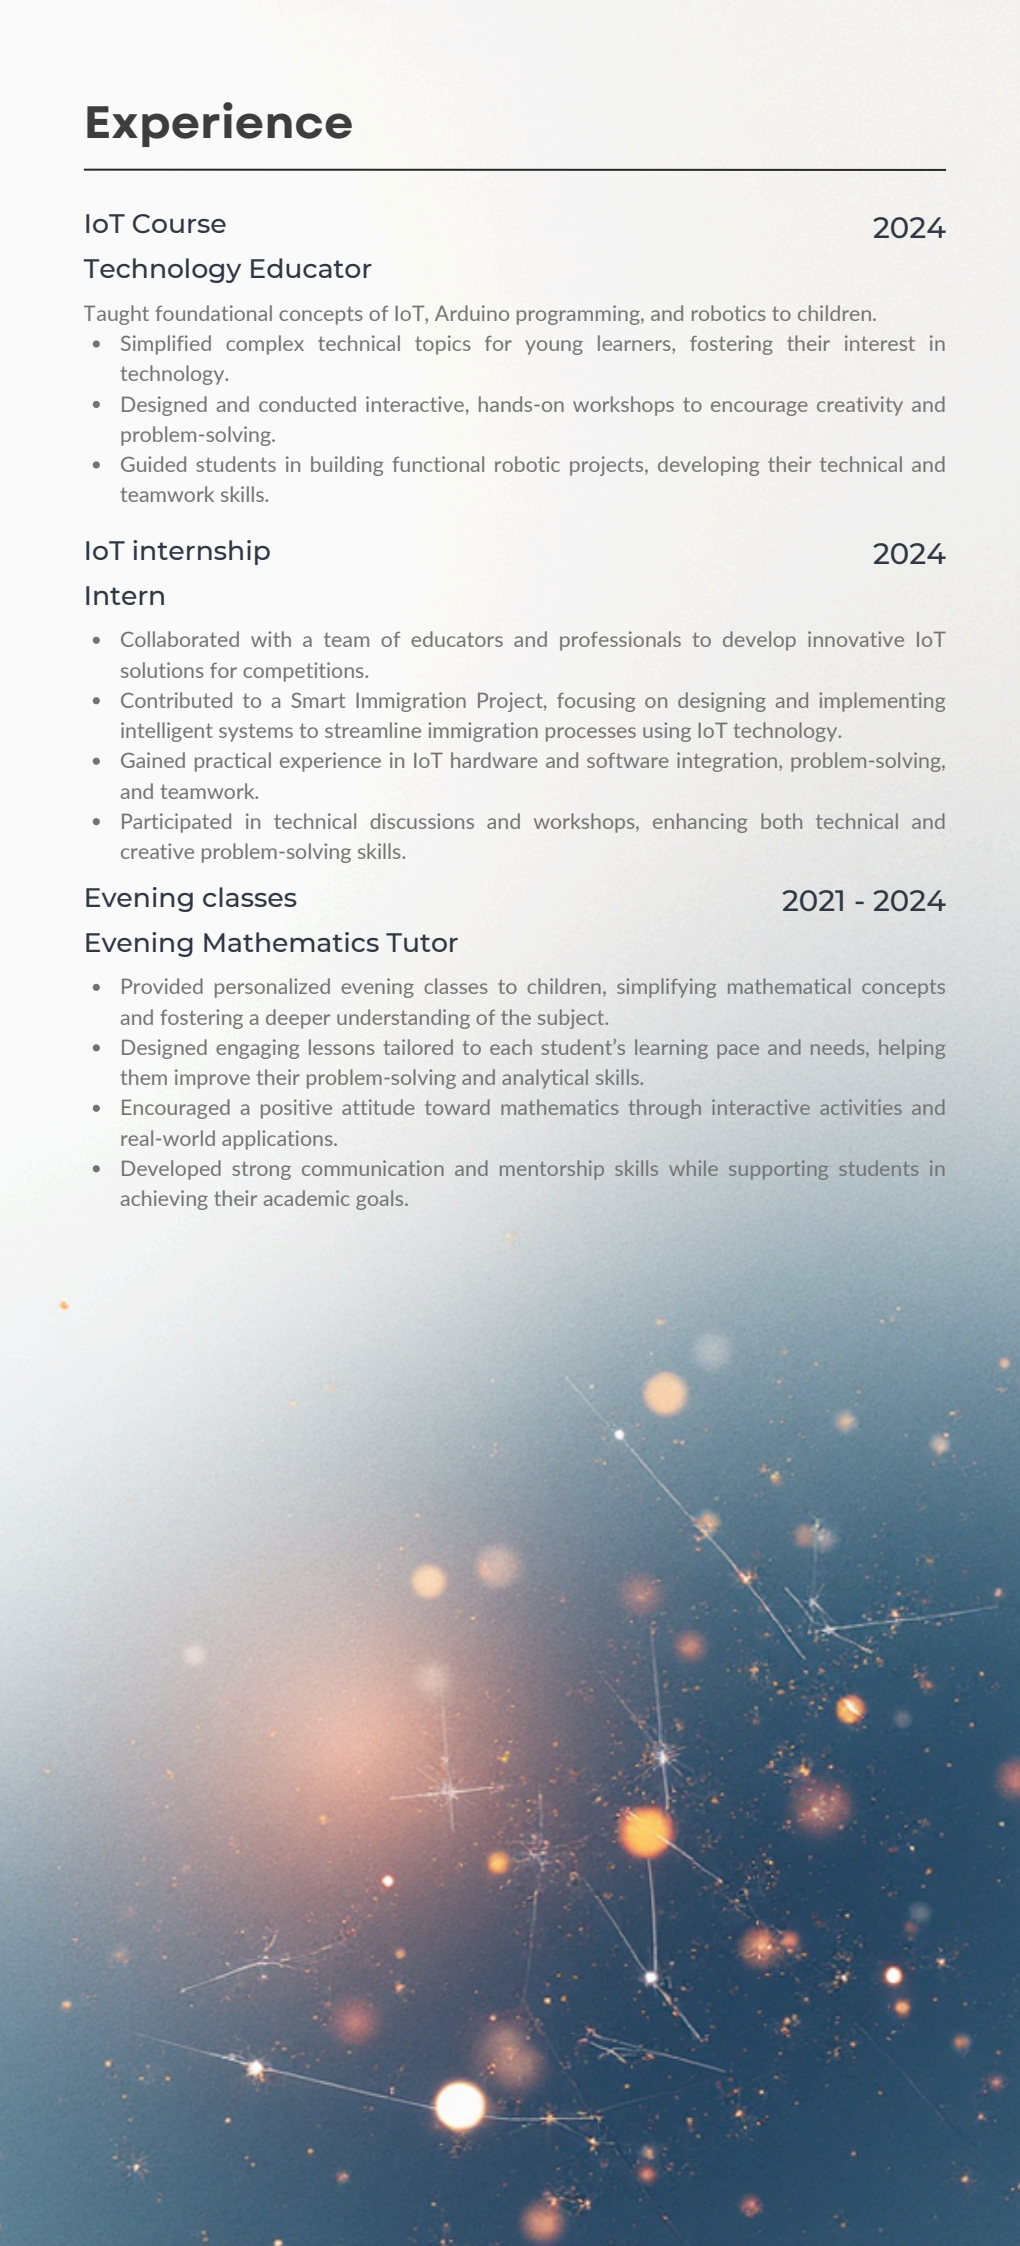 Experience
IoT Course
2024
Technology Educator
Taught foundational concepts of IoT, Arduino programming, and robotics to children.
• Simplified complex technical topics for young learners, fostering their interest in
technology.
• Designed and conducted interactive, hands-on workshops to encourage creativity and
problem-solving.
• Guided students in building functional robotic projects, developing their technical and
teamwork skills.
IoT internship
2024
Intern
• Collaborated with a team of educators and professionals to develop innovative IoT
solutions for competitions.
• Contributed to a Smart Immigration Project, focusing on designing and implementing
intelligent systems to streamline immigration processes using IoT technology.
• Gained practical experience in IoT hardware and software integration, problem-solving,
and teamwork.
• Participated in technical discussions and workshops, enhancing both technical and
creative problem-solving skills.
Evening classes
2021 - 2024
Evening Mathematics Tutor
• Provided personalized evening classes to children, simplifying mathematical concepts
and fostering a deeper understanding of the subject.
• Designed engaging lessons tailored to each student’s learning pace and needs, helping
them improve their problem-solving and analytical skills.
• Encouraged a positive attitude toward mathematics through interactive activities and
real-world applications.
• Developed strong communication and mentorship skills while supporting students in
achieving their academic goals.